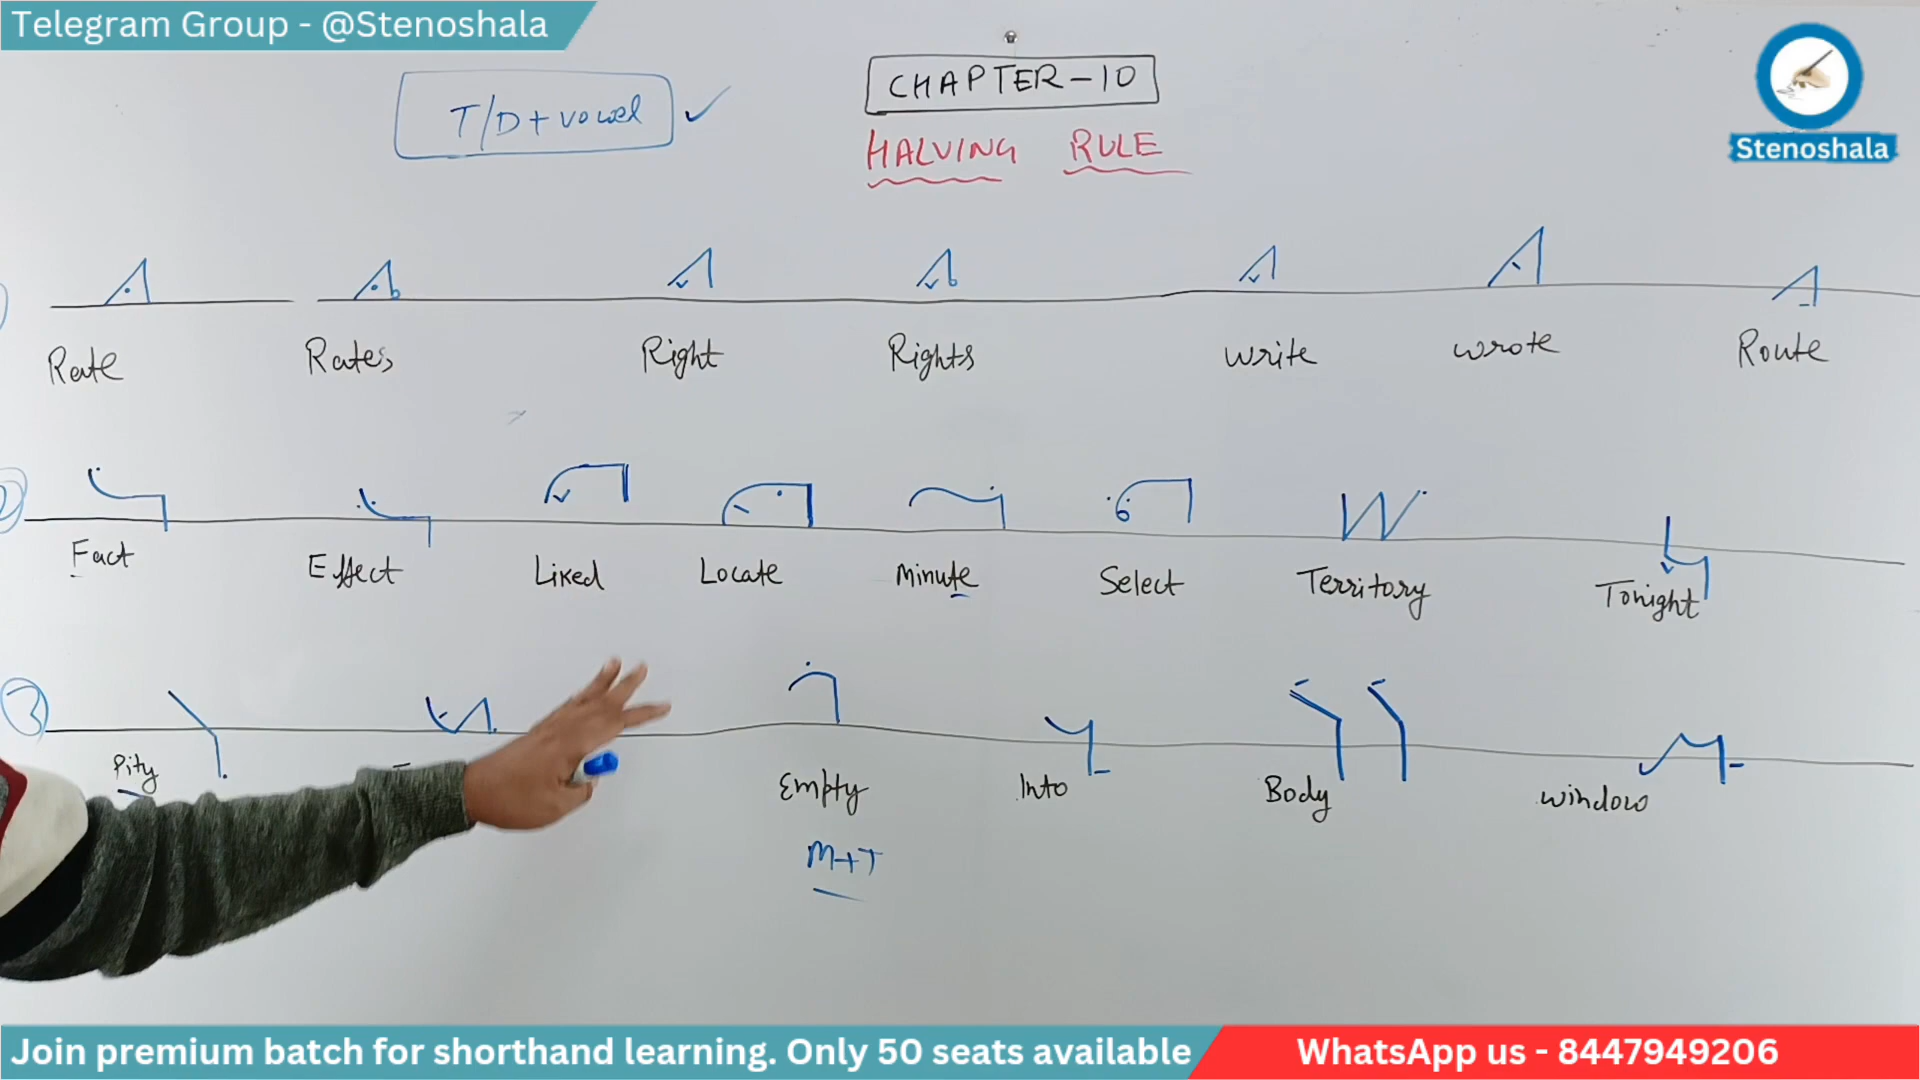 Telegram Group - @Stenoshala
CHAPTER-10
T/D+vowel
HALVING RULE
Stenoshala
Rate Rates Right Rights write wrote Route
2
Fact Effect Liked Locate Minute Select Territory Tonight
3
Pity Empty Into Body window
M+T
Join premium batch for shorthand learning. Only 50 seats available
WhatsApp us - 8447949206